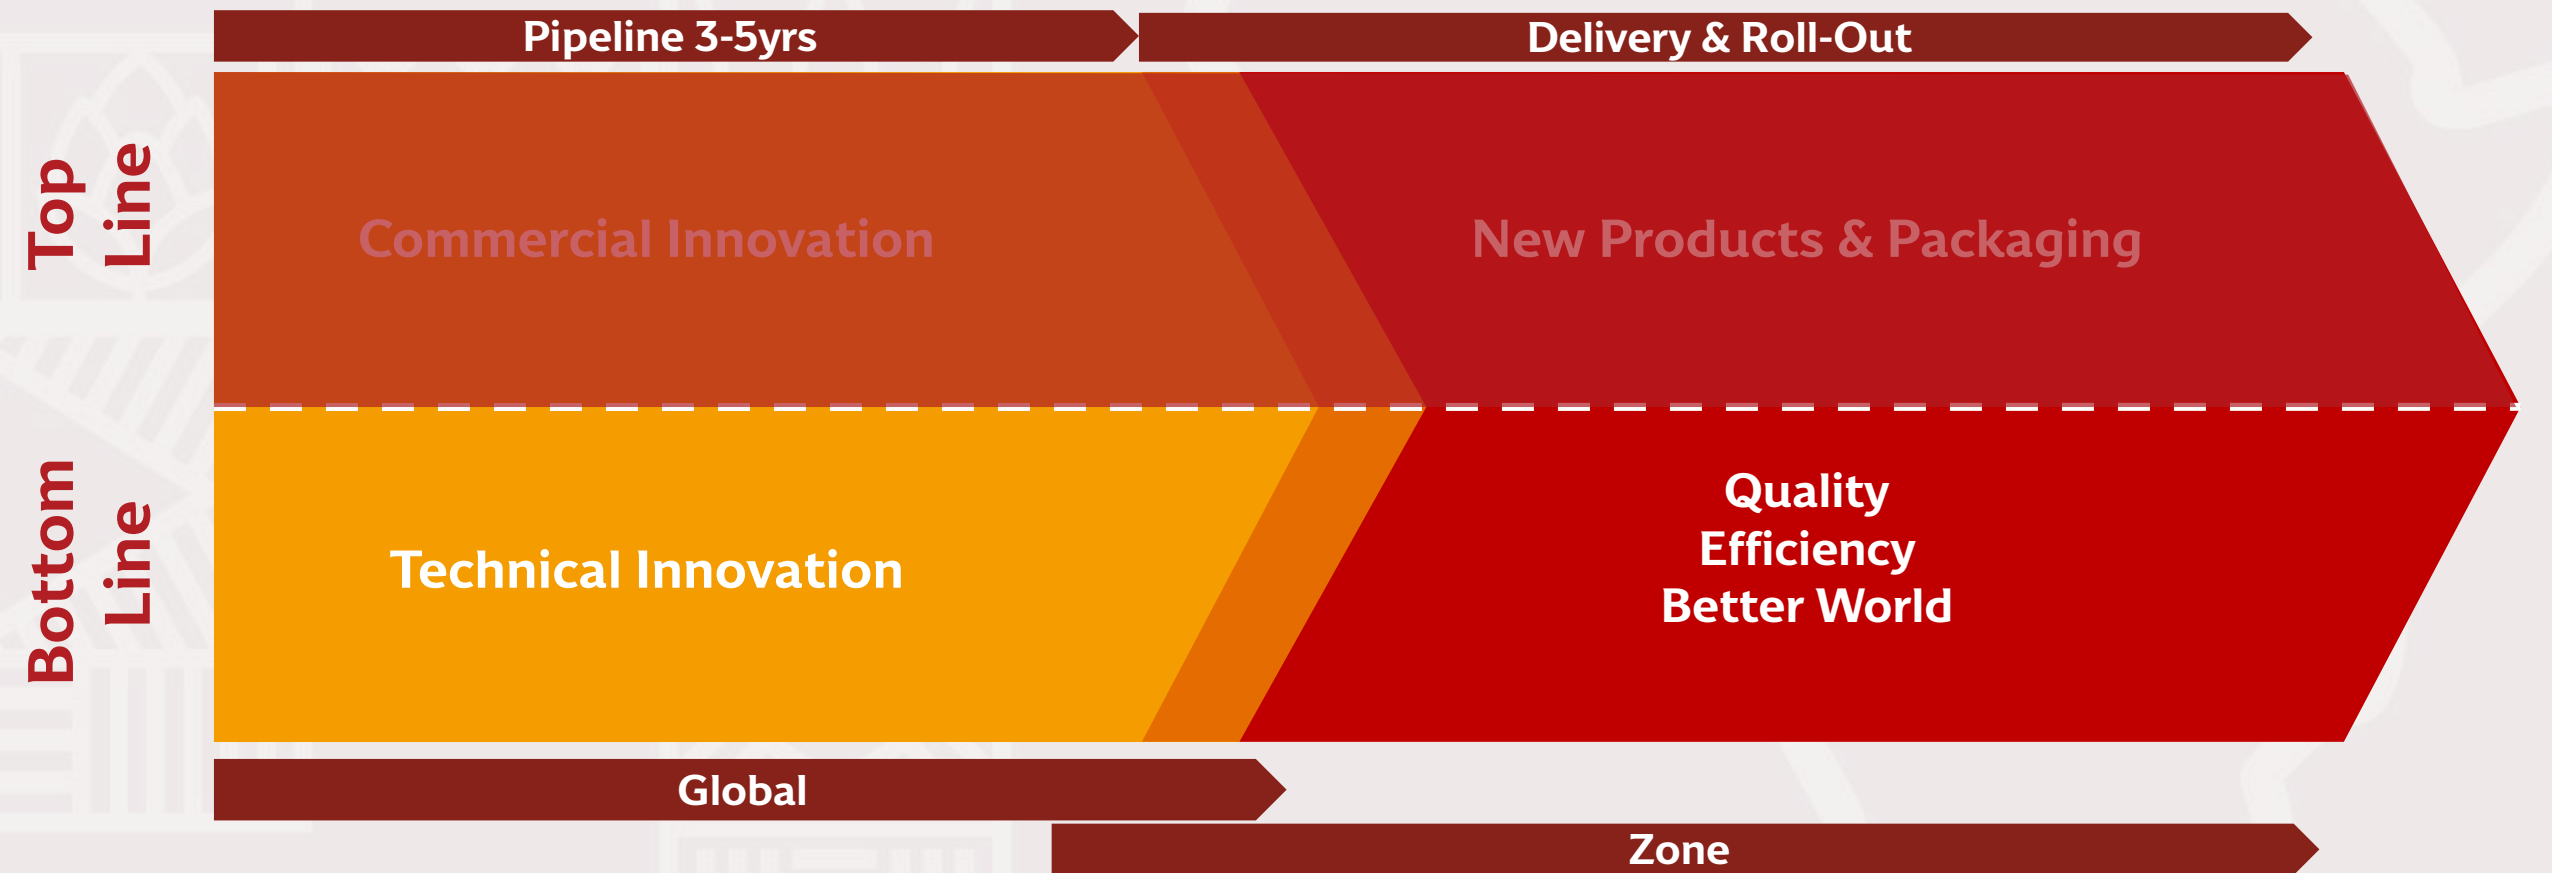 Pipeline 3-5yrs
Delivery & Roll-Out
Top
Line
Commercial Innovation
New Products & Packaging
Bottom
Line
Technical Innovation
Quality
Efficiency
Better World
Global
Zone